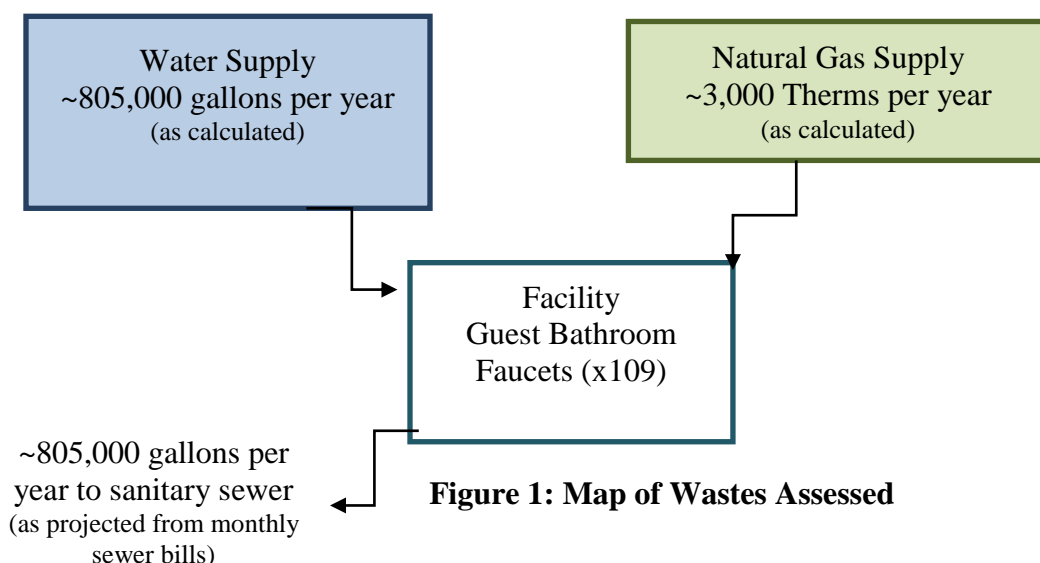 Water Supply
~805,000 gallons per year
(as calculated)
Natural Gas Supply
~3,000 Therms per year
(as calculated)
Facility
Guest Bathroom
Faucets (x109)
~805,000 gallons per
year to sanitary sewer
(as projected from monthly
sewer bills)
Figure 1: Map of Wastes Assessed